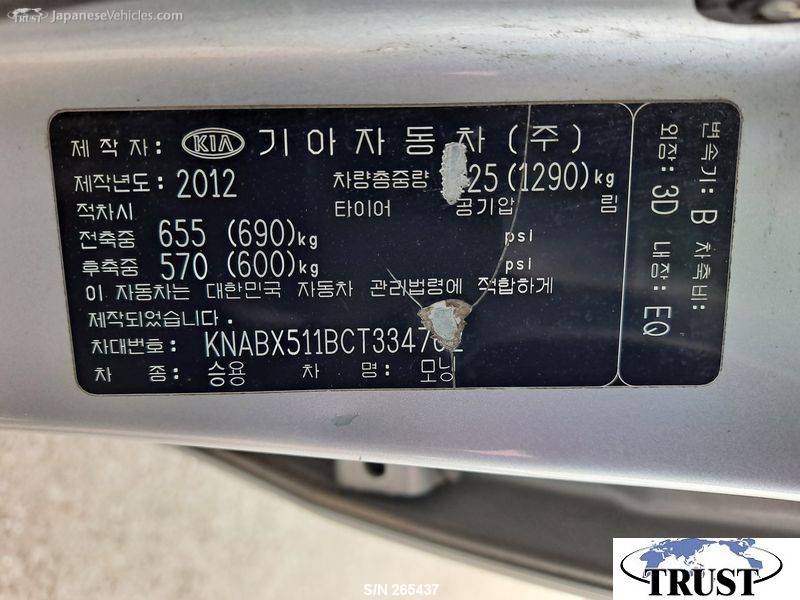 TRUST JapaneseVehicles.com
제 작 자: KIA 기아자동차(주)
제작년도: 2012 차량총중량 (1290)kg
적차시 타이어 공기압 림
전축중 655 (690)kg psi
후축중 570 (600)kg psi
이 자동차는 대한민국 자동차 관리법령에 적합하게
제작되었습니다.
차대번호:
차 종: 승용 차 명: 모닝
변속기: B 차축비:
외장: 3D 내장: EQ
TRUST
S/N 265437